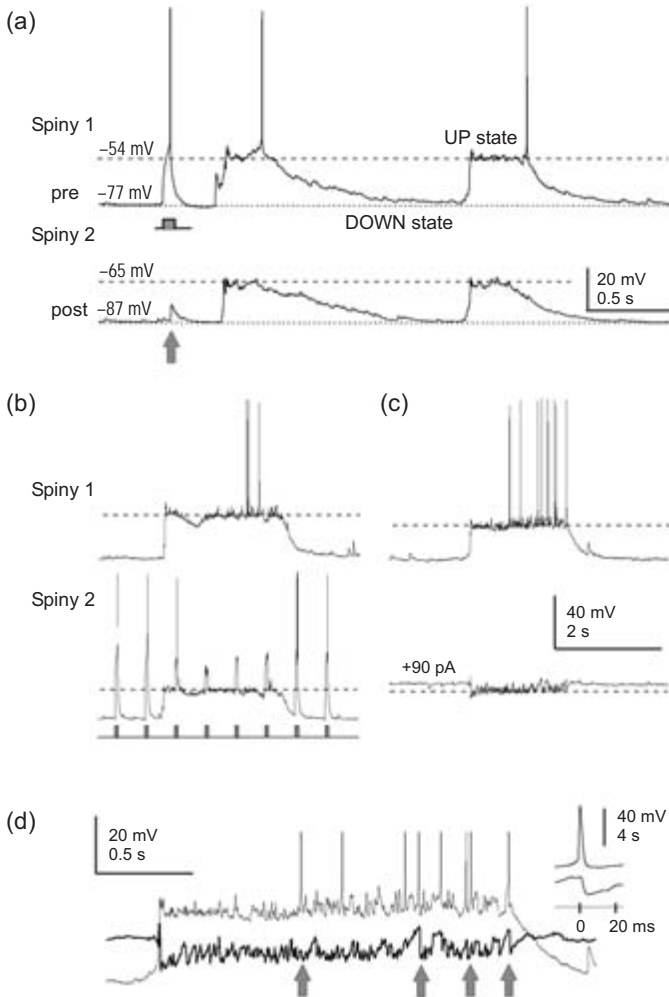 (a)
Spiny 1
−54 mV
UP state
pre
−77 mV
DOWN state
Spiny 2
−65 mV
20 mV
0.5 s
post
−87 mV
(b)
(c)
Spiny 1
Spiny 2
40 mV
2 s
+90 pA
(d)
20 mV
0.5 s
40 mV
4 s
0
20 ms